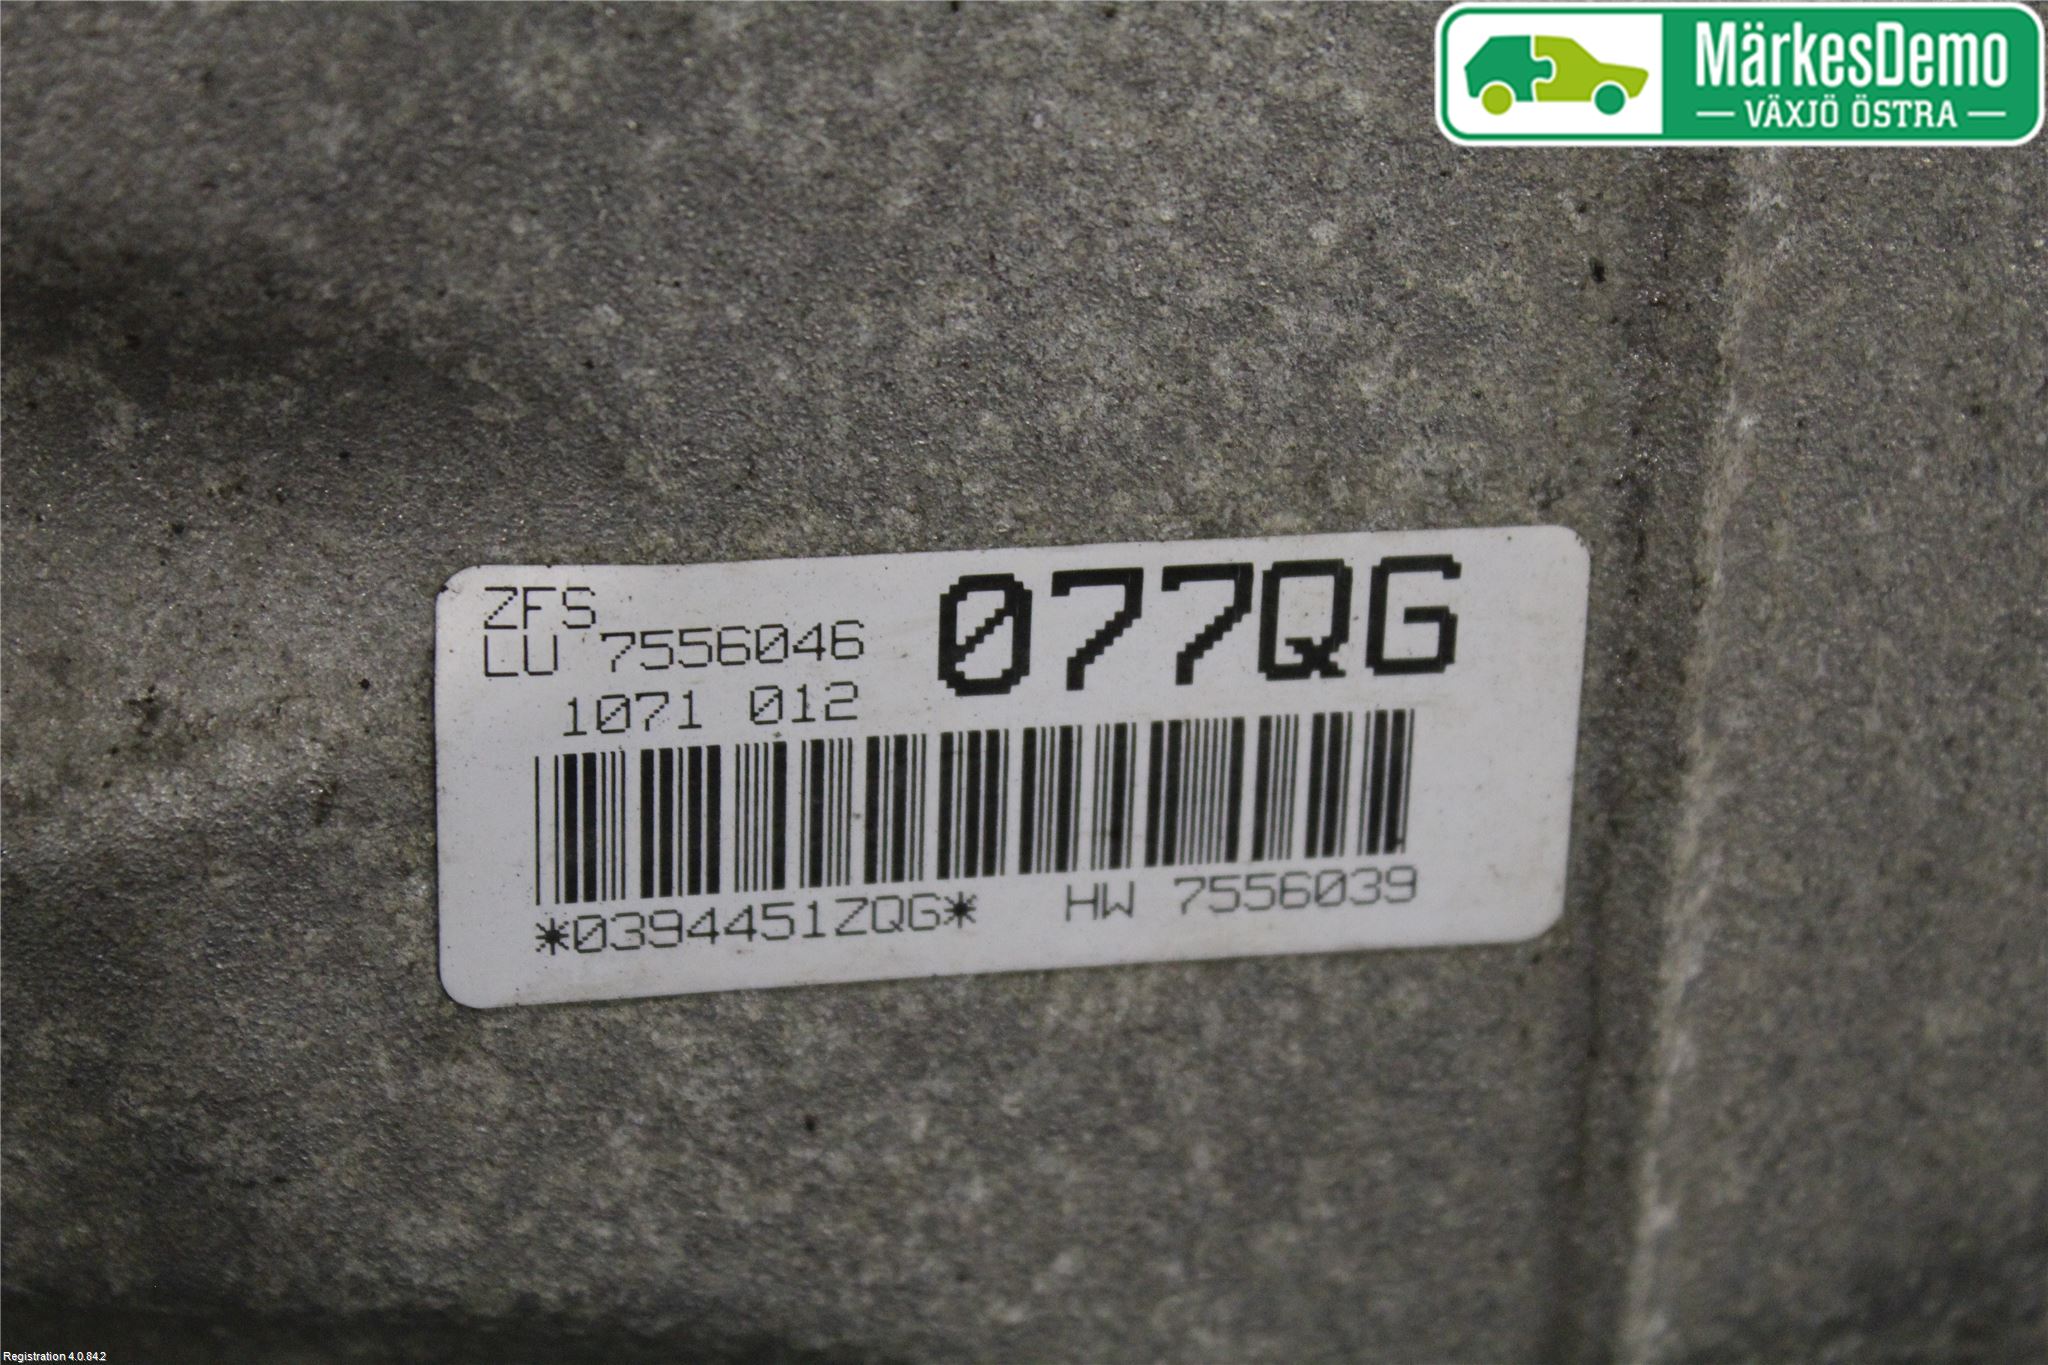 MärkesDemo
VÄXJÖ ÖSTRA
ZFS
LU 7556046
077QG
1071 012
*0394451ZQG* HW 7556039
Registration 4.0.84.2